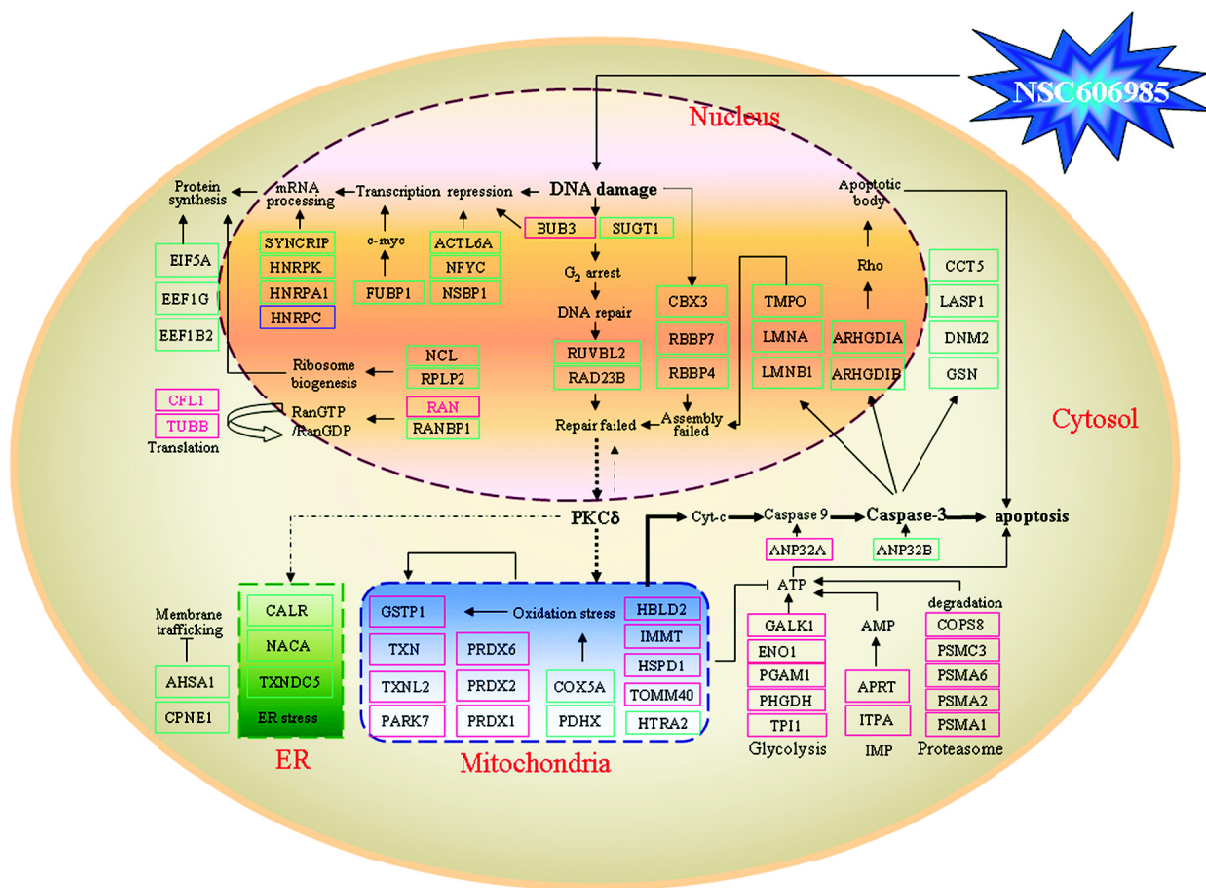 NSC606985
Nucleus
Protein
synthesis
mRNA
processing
Transcription repression
DNA damage
Apoptotic
body
BUB3
SUGT1
EIF5A
EEF1G
EEF1B2
SYNCRIP
HNRPK
HNRPA1
HNRPC
c-myc
FUBP1
ACTL6A
NFYC
NSBP1
G2 arrest
DNA repair
RUVBL2
RAD23B
Repair failed
CBX3
RBBP7
RBBP4
Assembly
failed
TMPO
LMNA
LMNB1
Rho
ARHGDIA
ARHGDIB
CCT5
LASP1
DNM2
GSN
Ribosome
biogenesis
NCL
RPLP2
CFL1
TUBB
Translation
RanGTP
/RanGDP
RAN
RANBP1
Cytosol
PKCδ
Cyt-c
Caspase 9
Caspase-3
apoptosis
ANP32A
ANP32B
Membrane
trafficking
AHSA1
CPNE1
CALR
NACA
TXNDC5
ER stress
ER
GSTP1
TXN
TXNL2
PARK7
Oxidation stress
PRDX6
PRDX2
PRDX1
COX5A
PDHX
HBLD2
IMMT
HSPD1
TOMM40
HTRA2
Mitochondria
ATP
GALK1
ENO1
PGAM1
PHGDH
TPI1
Glycolysis
AMP
APRT
ITPA
IMP
degradation
COPS8
PSMC3
PSMA6
PSMA2
PSMA1
Proteasome